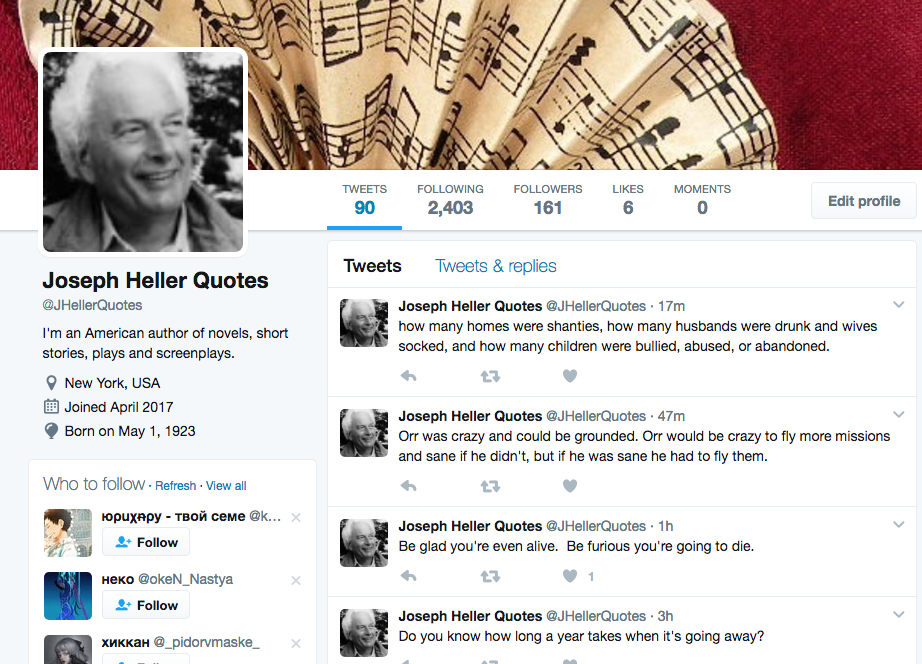 TWEETS FOLLOWING FOLLOWERS LIKES MOMENTS
90 2,403 161 6 0
Edit profile
Joseph Heller Quotes
@JHellerQuotes
I'm an American author of novels, short
stories, plays and screenplays.
New York, USA
Joined April 2017
Born on May 1, 1923
Who to follow · Refresh · View all
@k...
Follow
неко @okeN_Nastya
Follow
хиккан @_pidorvmaske_
Tweets Tweets & replies
Joseph Heller Quotes @JHellerQuotes · 17m
how many homes were shanties, how many husbands were drunk and wives
socked, and how many children were bullied, abused, or abandoned.
Joseph Heller Quotes @JHellerQuotes · 47m
Orr was crazy and could be grounded. Orr would be crazy to fly more missions
and sane if he didn't, but if he was sane he had to fly them.
Joseph Heller Quotes @JHellerQuotes · 1h
Be glad you're even alive.  Be furious you're going to die.
1
Joseph Heller Quotes @JHellerQuotes · 3h
Do you know how long a year takes when it's going away?